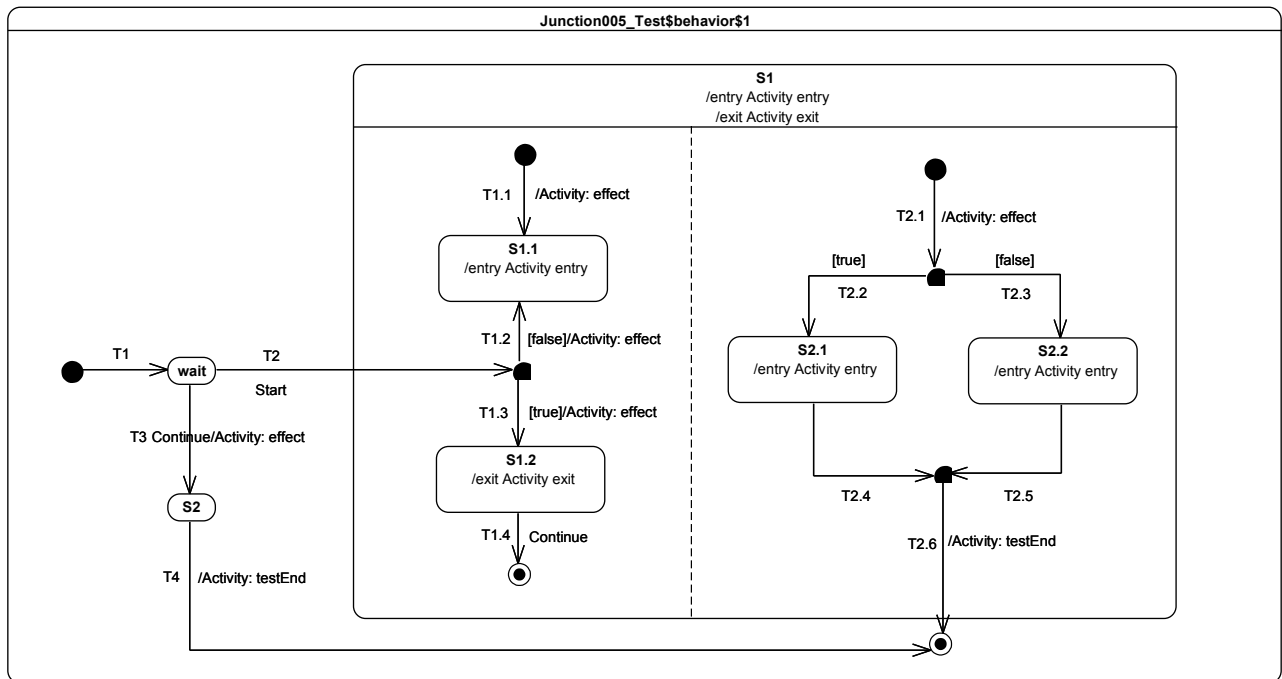 Junction005_Test$behavior$1
S1
/entry Activity entry
/exit Activity exit
T1.1 /Activity: effect
S1.1
/entry Activity entry
T1.2 [false]/Activity: effect
T1.3 [true]/Activity: effect
S1.2
/exit Activity exit
T1.4 Continue
T2.1 /Activity: effect
[true] [false]
T2.2 T2.3
S2.1
/entry Activity entry
S2.2
/entry Activity entry
T2.4 T2.5
T2.6 /Activity: testEnd
T1
wait
T2
Start
T3 Continue/Activity: effect
S2
T4 /Activity: testEnd